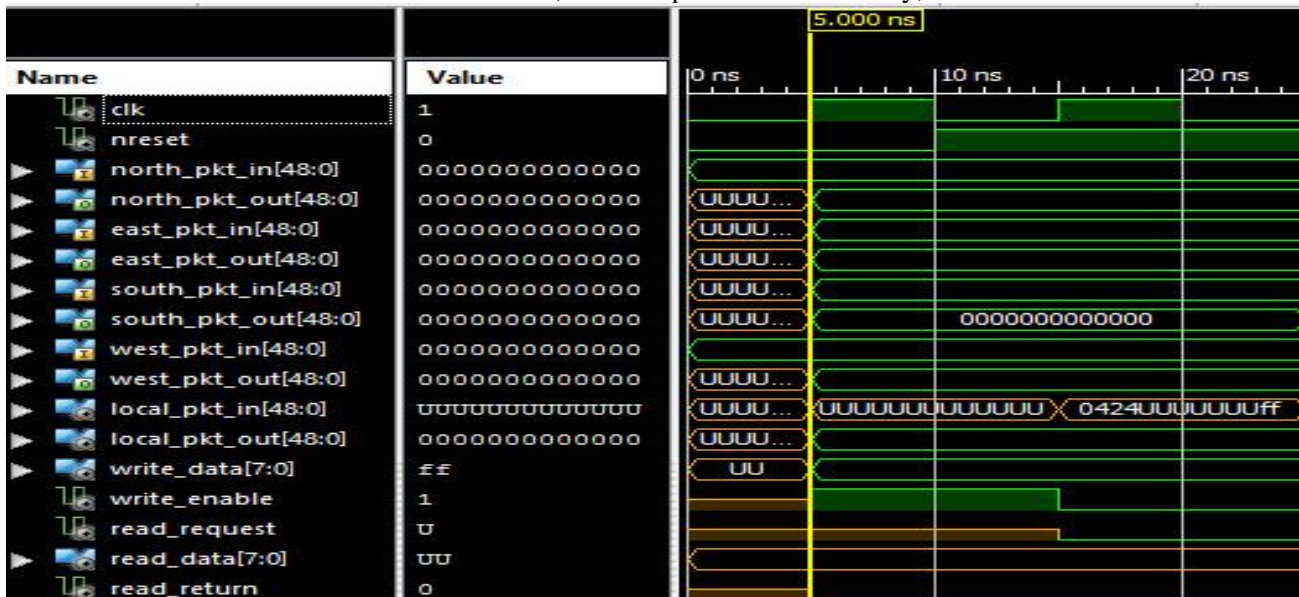 5.000 ns
Name Value 0 ns 10 ns 20 ns
clk 1
nreset 0
north_pkt_in[48:0] 0000000000000
north_pkt_out[48:0] 0000000000000 UUUU...
east_pkt_in[48:0] 0000000000000 UUUU...
east_pkt_out[48:0] 0000000000000 UUUU...
south_pkt_in[48:0] 0000000000000 UUUU...
south_pkt_out[48:0] 0000000000000 UUUU... 0000000000000
west_pkt_in[48:0] 0000000000000
west_pkt_out[48:0] 0000000000000 UUUU...
local_pkt_in[48:0] UUUUUUUUUUUUU UUUU... UUUUUUUUUUUUU 0424UUUUUUUff
local_pkt_out[48:0] 0000000000000 UUUU...
write_data[7:0] ff UU
write_enable 1
read_request U
read_data[7:0] UU
read_return 0